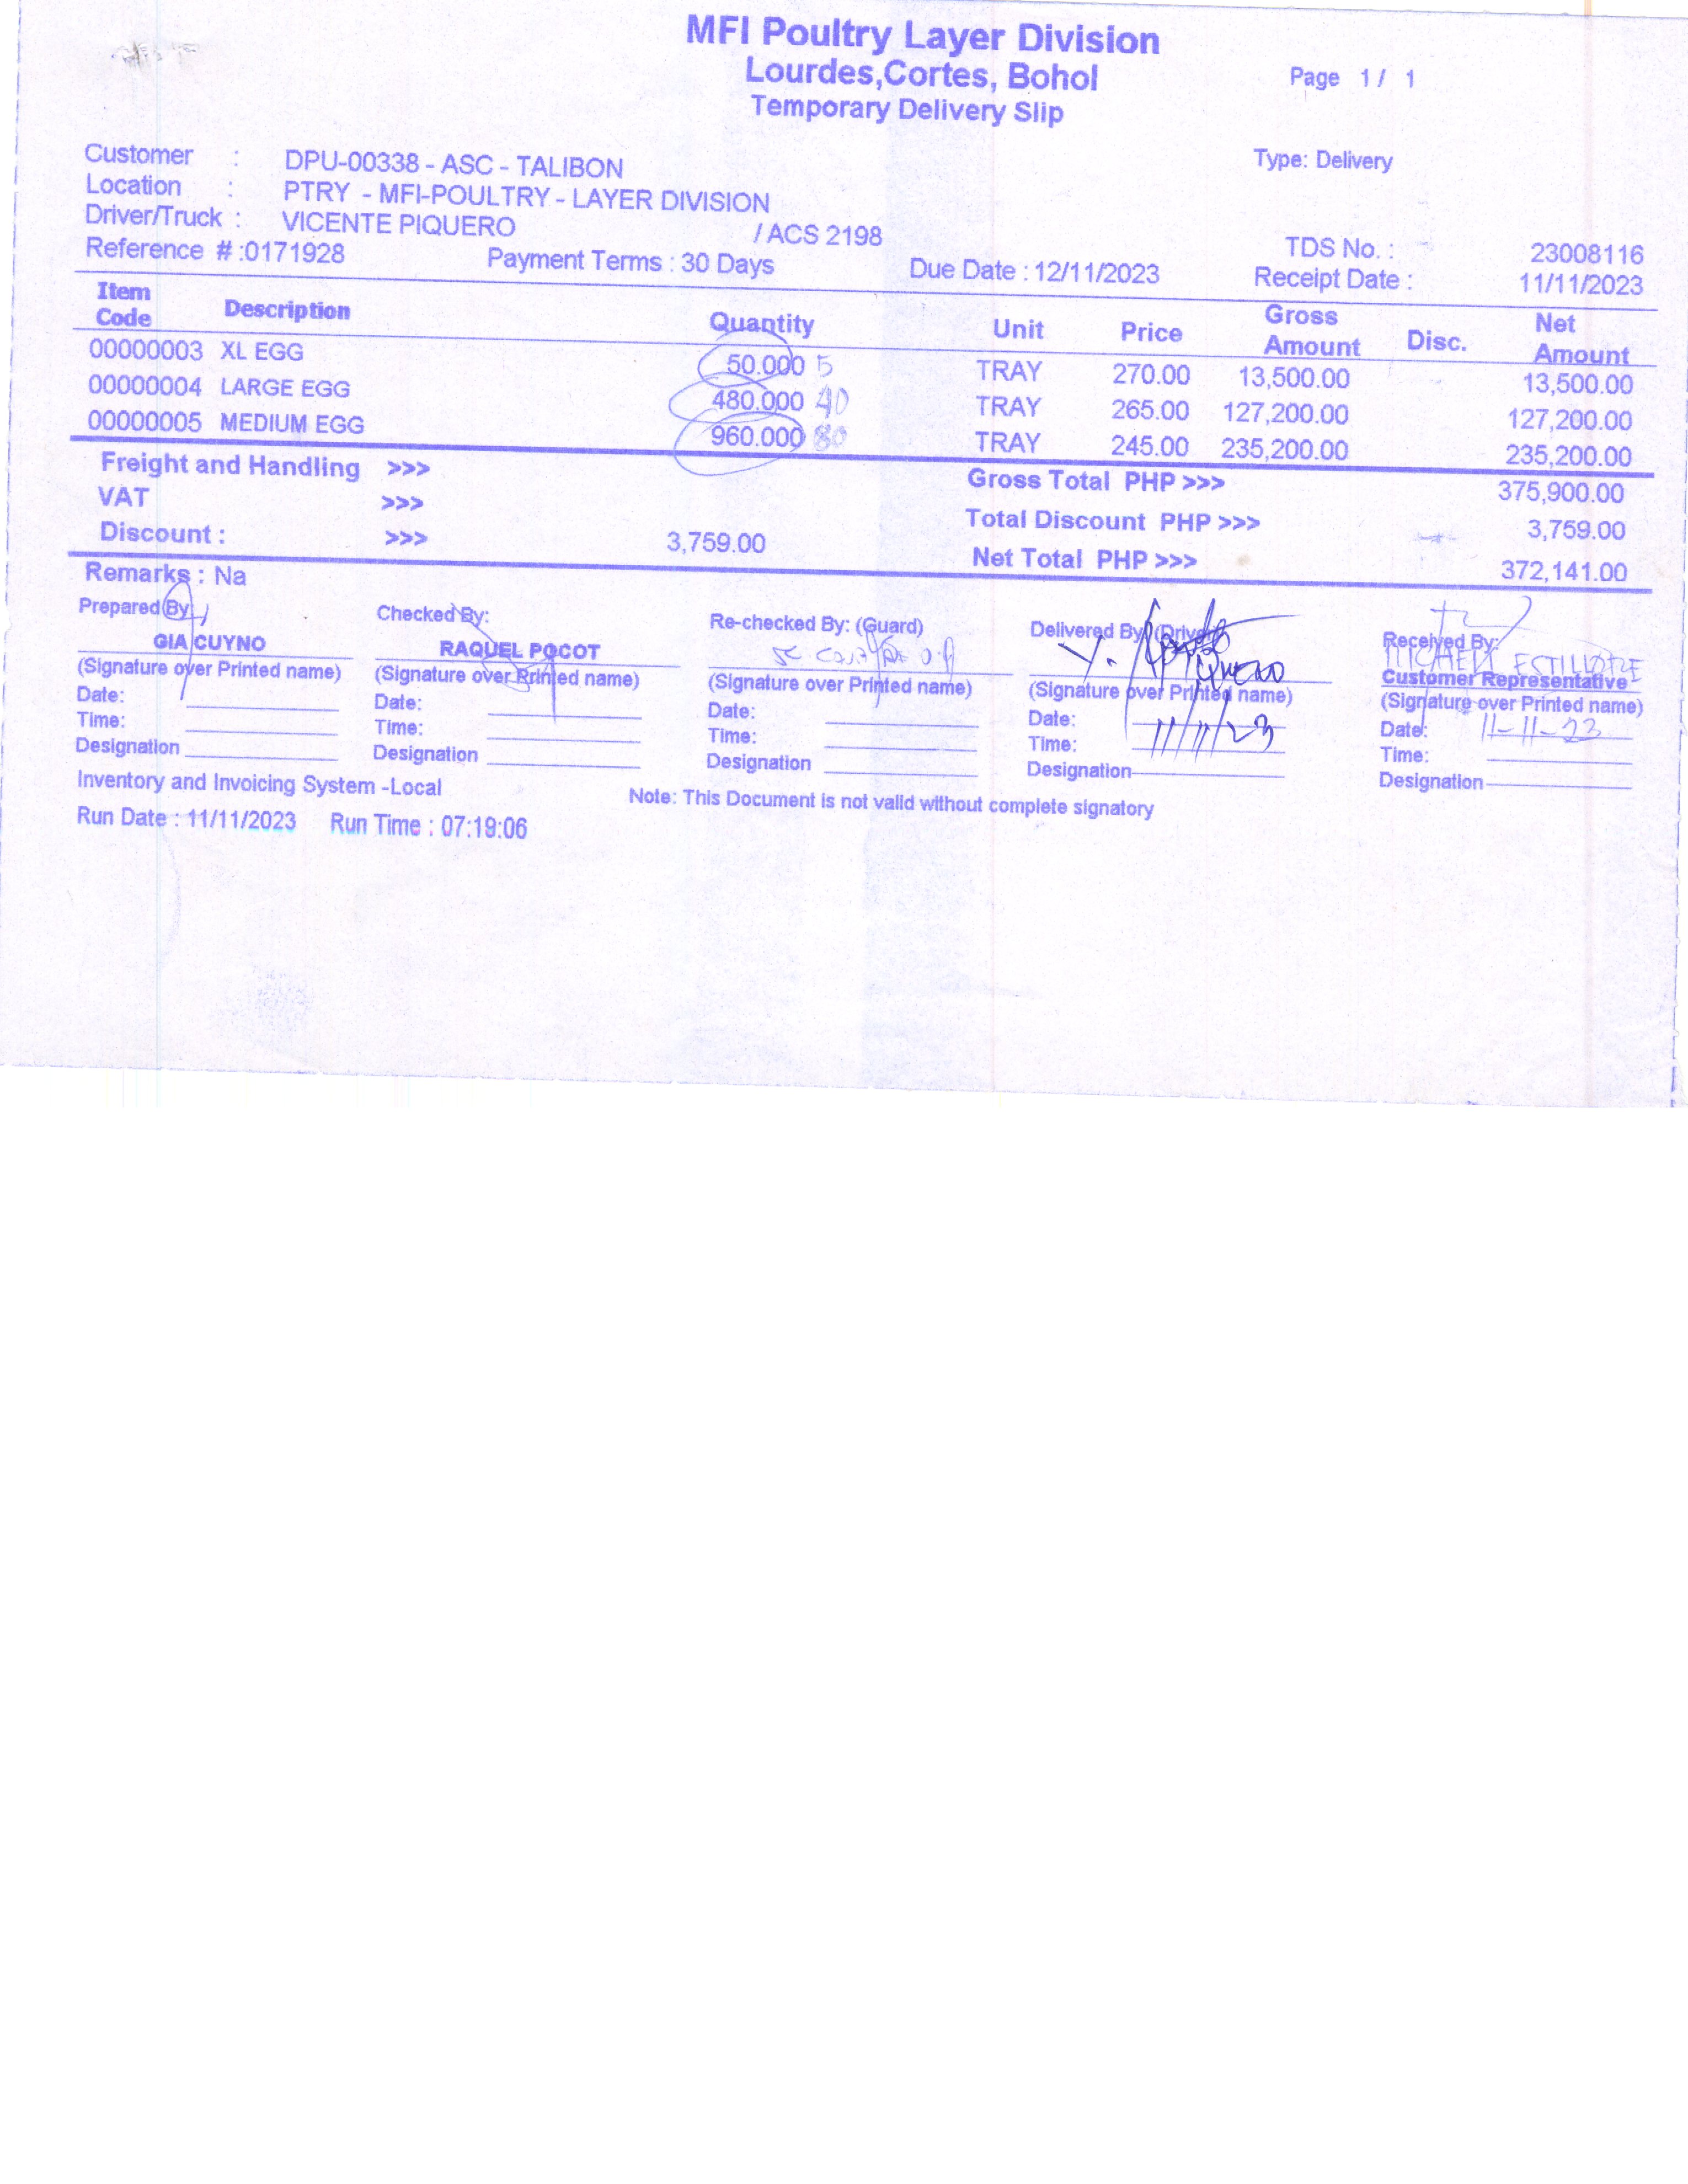 MFI Poultry Layer Division
Lourdes,Cortes, Bohol
Page 1 / 1
Temporary Delivery Slip
Customer : DPU-00338 - ASC - TALIBON
Type: Delivery
Location : PTRY - MFI-POULTRY - LAYER DIVISION
Driver/Truck : VICENTE PIQUERO / ACS 2198
TDS No. : 23008116
Reference # :0171928 Payment Terms : 30 Days Due Date : 12/11/2023 Receipt Date : 11/11/2023
Item Code Description Quantity Unit Price Gross Amount Disc. Net Amount
00000003 XL EGG 50.000 5 TRAY 270.00 13,500.00 13,500.00
00000004 LARGE EGG 480.000 40 TRAY 265.00 127,200.00 127,200.00
00000005 MEDIUM EGG 960.000 80 TRAY 245.00 235,200.00 235,200.00
Freight and Handling >>> Gross Total PHP >>> 375,900.00
VAT >>> Total Discount PHP >>> 3,759.00
Discount : >>> 3,759.00 Net Total PHP >>> 372,141.00
Remarks : Na
Prepared By: Checked By: Re-checked By: (Guard) Delivered By: (Driver) Received By:
GIA CUYNO RAQUEL POCOT
Customer Representative
(Signature over Printed name) (Signature over Printed name) (Signature over Printed name) (Signature over Printed name) (Signature over Printed name)
Date: Date: Date: Date: 11/11/23 Date: 11-11-23
Time: Time: Time: Time: Time:
Designation Designation Designation Designation Designation
Inventory and Invoicing System -Local
Note: This Document is not valid without complete signatory
Run Date : 11/11/2023 Run Time : 07:19:06